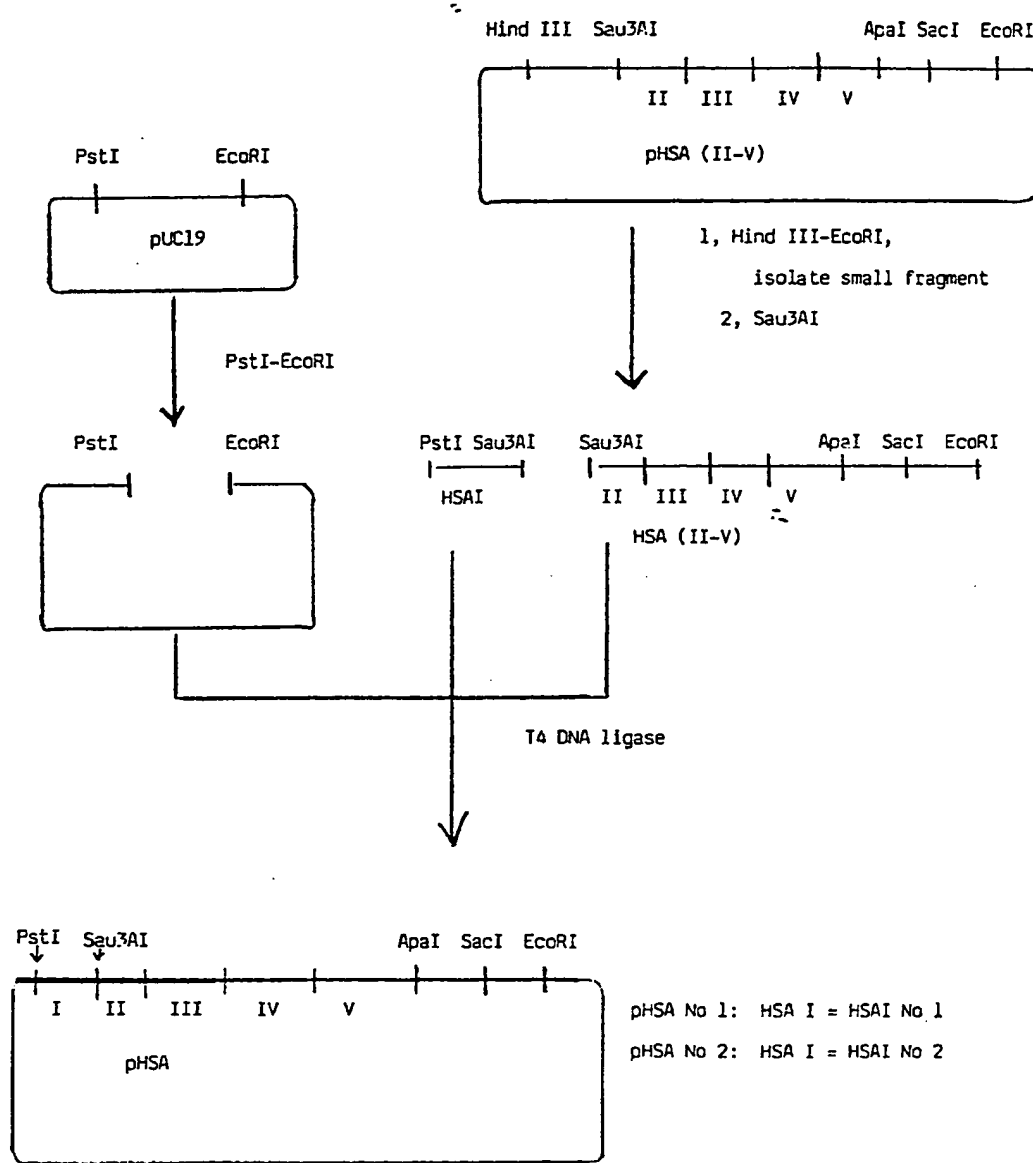 Hind III Sau3AI ApaI SacI EcoRI
II III IV V
pHSA (II-V)
PstI EcoRI
pUC19
1, Hind III-EcoRI,
isolate small fragment
2, Sau3AI
PstI-EcoRI
PstI EcoRI
PstI Sau3AI
HSAI
Sau3AI ApaI SacI EcoRI
II III IV V
HSA (II-V)
T4 DNA ligase
PstI Sau3AI ApaI SacI EcoRI
I II III IV V
pHSA
pHSA No 1: HSA I = HSAI No 1
pHSA No 2: HSA I = HSAI No 2